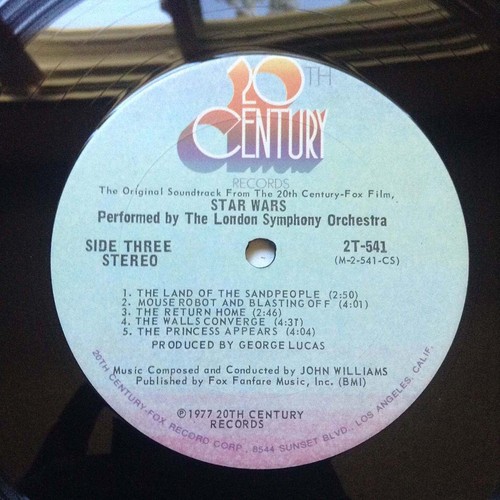 20TH
CENTURY
RECORDS
The Original Soundtrack From The 20th Century-Fox Film,
STAR WARS
Performed by The London Symphony Orchestra
SIDE THREE
STEREO
2T-541
(M-2-541-CS)
1. THE LAND OF THE SANDPEOPLE (2:50)
2. MOUSE ROBOT AND BLASTING OFF (4:01)
3. THE RETURN HOME (2:46)
4. THE WALLS CONVERGE (4:31)
5. THE PRINCESS APPEARS (4:04)
PRODUCED BY GEORGE LUCAS
Music Composed and Conducted by JOHN WILLIAMS
Published by Fox Fanfare Music, Inc. (BMI)
℗1977 20TH CENTURY
RECORDS
20TH CENTURY-FOX RECORD CORP., 8544 SUNSET BLVD., LOS ANGELES, CALIF.